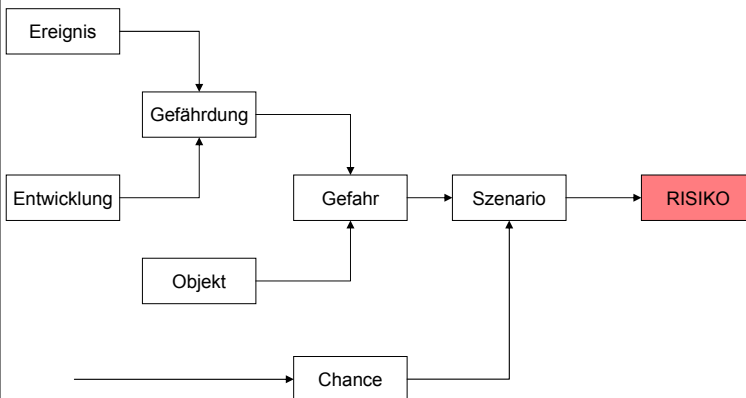 Ereignis
Gefährdung
Entwicklung
Gefahr
Szenario
RISIKO
Objekt
Chance